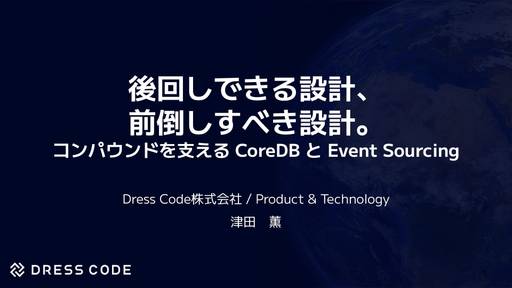 後回しできる設計、
前倒しすべき設計。
コンパウンドを支える CoreDB と Event Sourcing
Dress Code株式会社 / Product & Technology
津田　薫
DRESS CODE